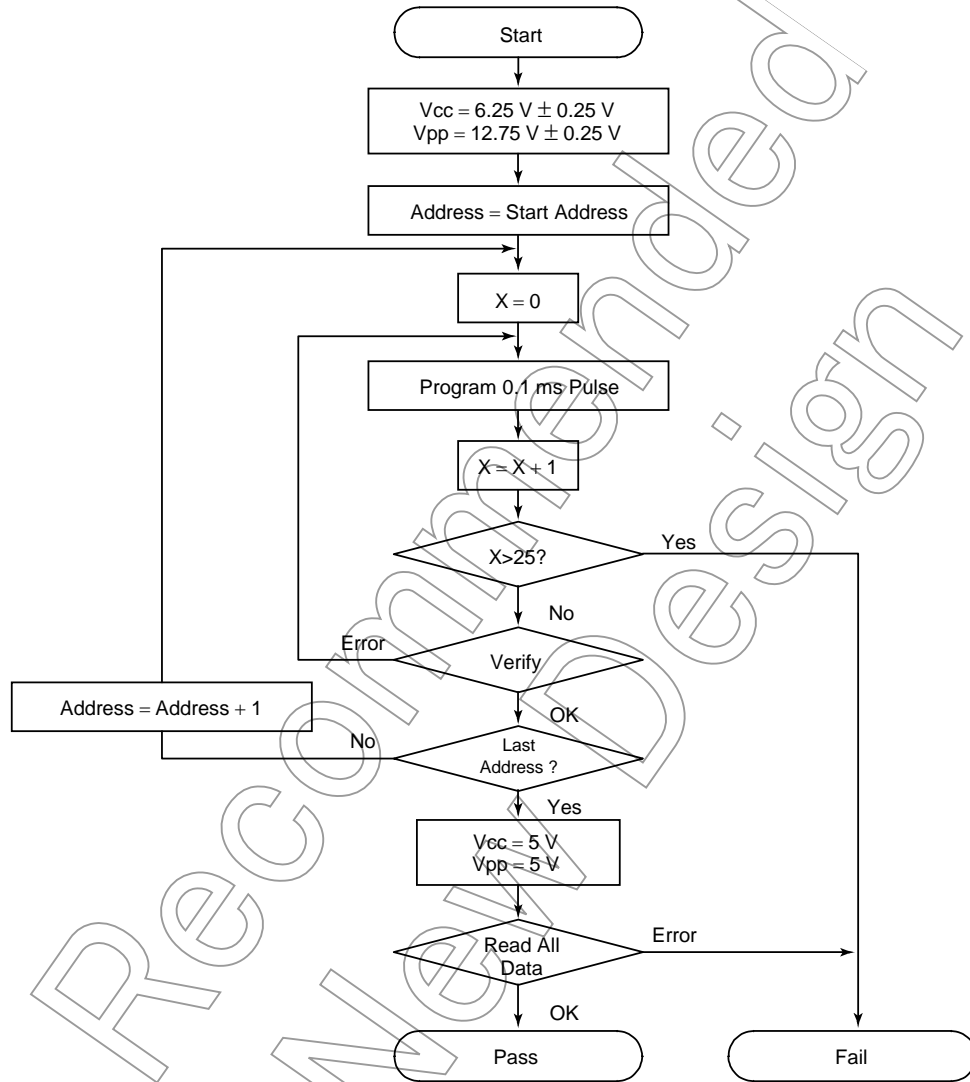 Start
Vcc = 6.25 V ± 0.25 V
Vpp = 12.75 V ± 0.25 V
Address = Start Address
X = 0
Program 0.1 ms Pulse
X = X + 1
X>25?
Yes
No
Error
Verify
Address = Address + 1
OK
No
Last
Address ?
Yes
Vcc = 5 V
Vpp = 5 V
Read All
Data
Error
OK
Pass
Fail
Recommended
New Design